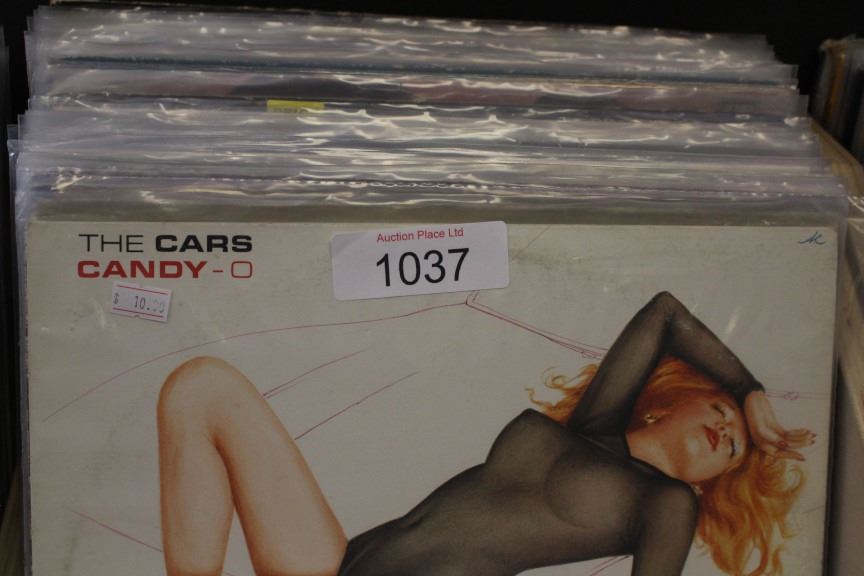 THE CARS
CANDY-O
Auction Place Ltd
1037
$ 10.00